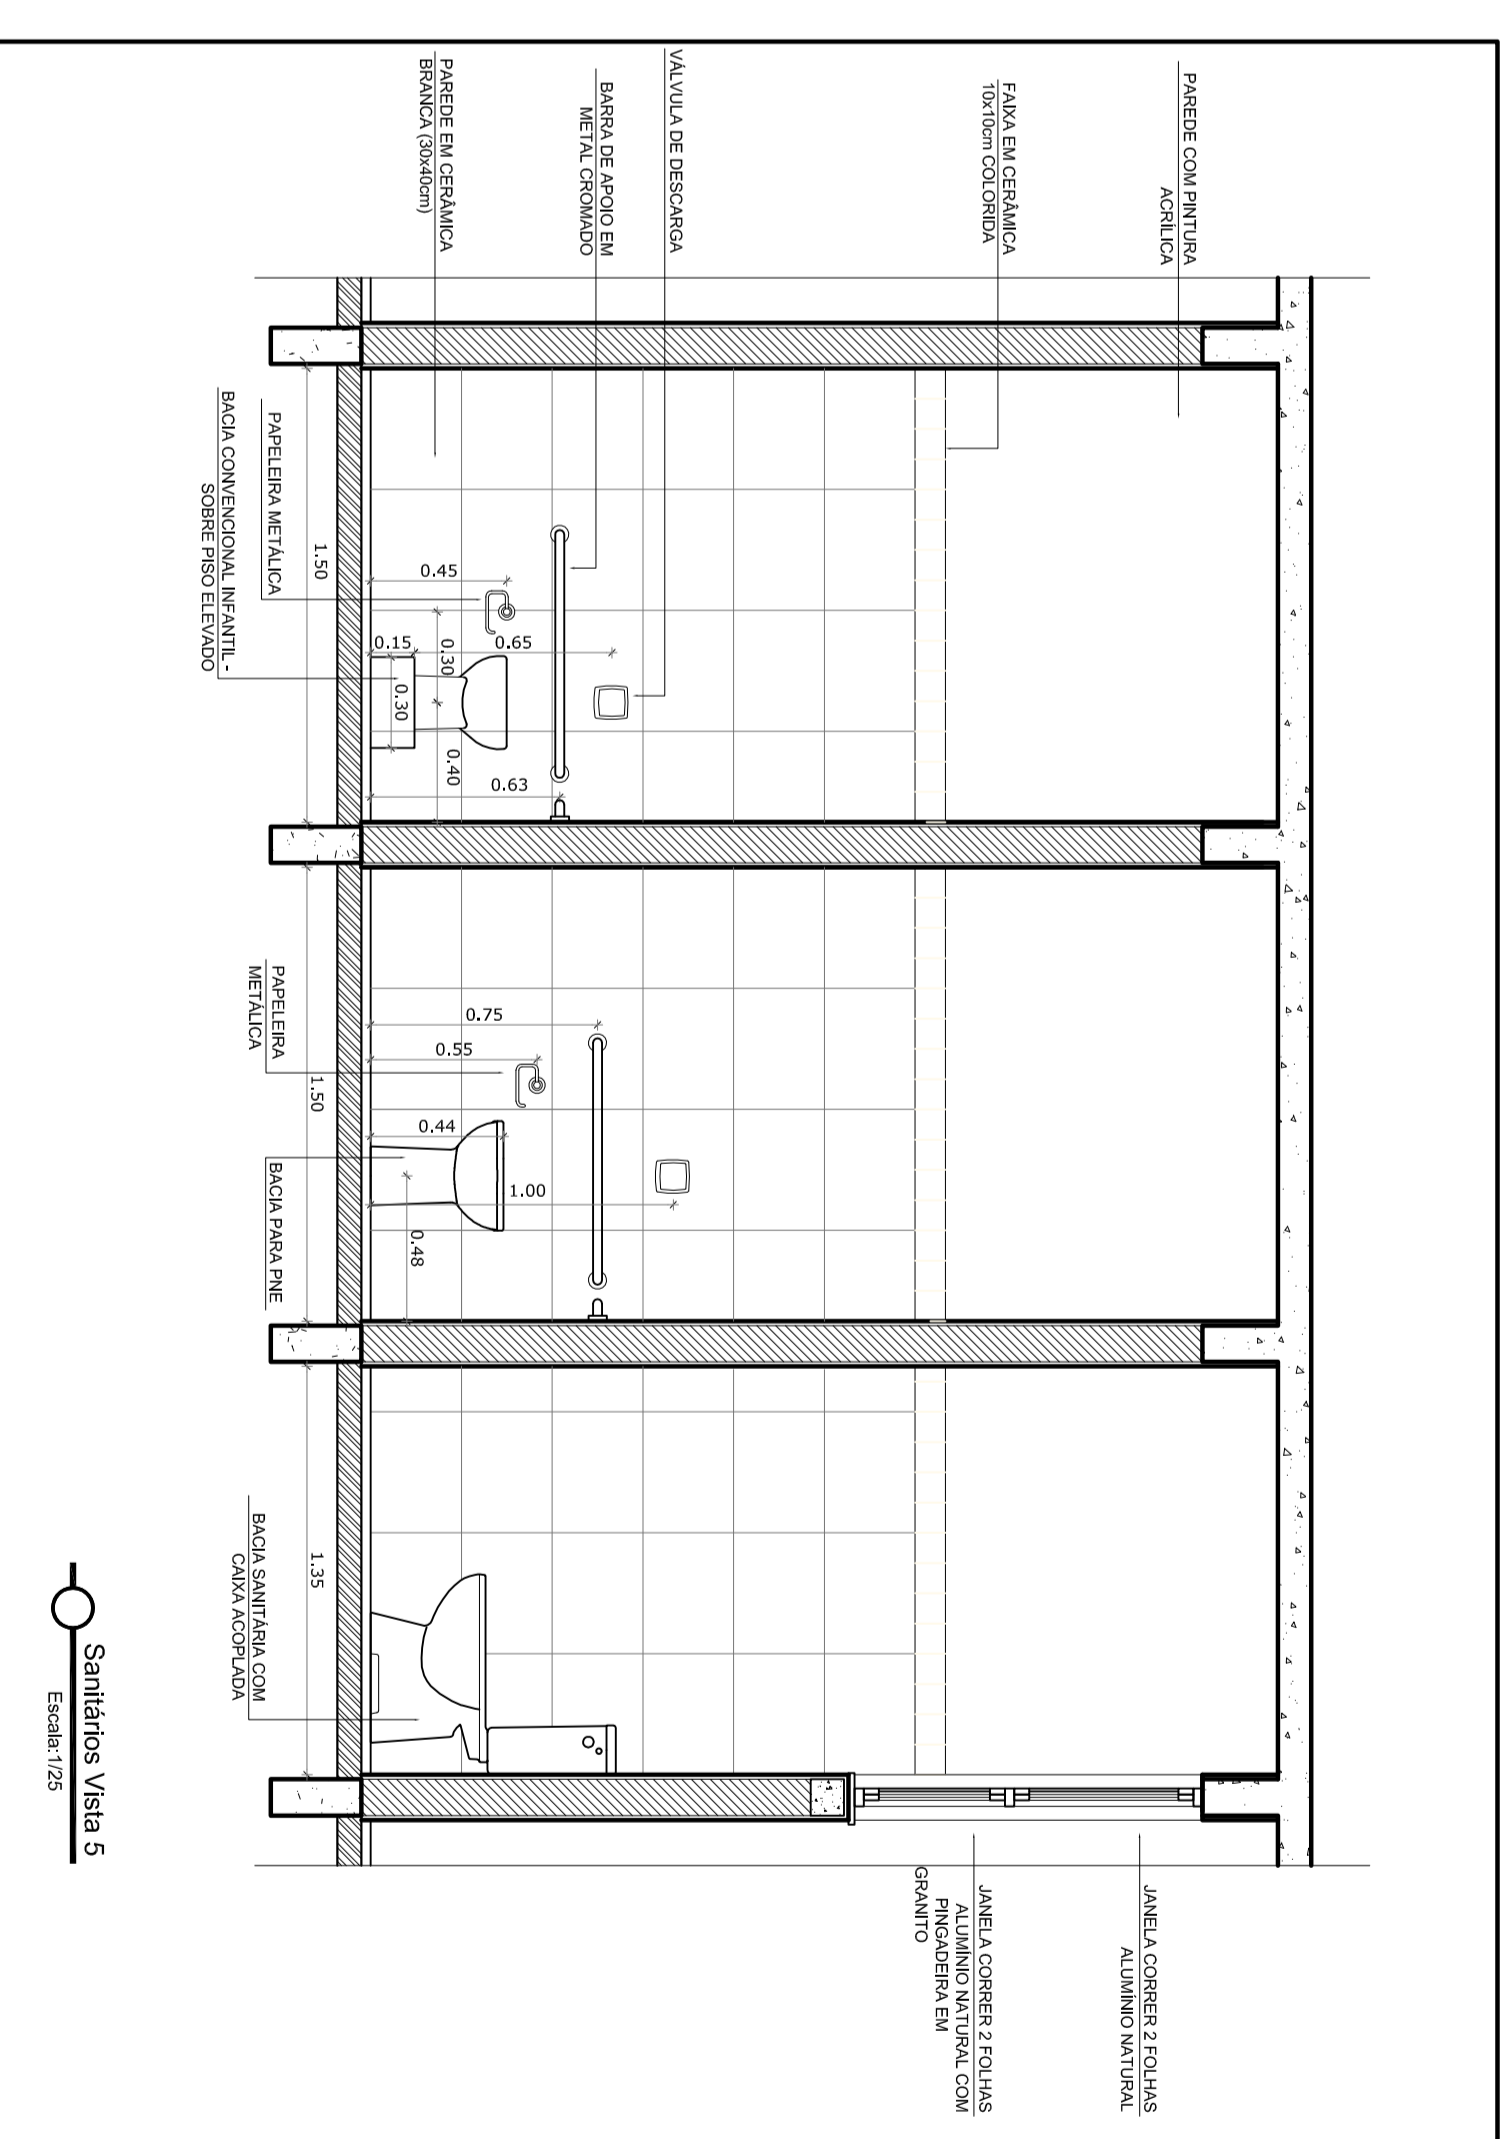 PAREDE COM PINTURA
ACRÍLICA
FAIXA EM CERÂMICA
10x10cm COLORIDA
VÁLVULA DE DESCARGA
BARRA DE APOIO EM
METAL CROMADO
PAREDE EM CERÂMICA
BRANCA (30x40cm)
JANELA CORRER 2 FOLHAS
ALUMÍNIO NATURAL
JANELA CORRER 2 FOLHAS
ALUMÍNIO NATURAL COM
PINGADEIRA EM
GRANITO
0.45
0.15
0.65
0.30
0.30
0.40
0.63
0.75
0.55
0.44
1.00
0.48
1.50
1.50
1.35
PAPELEIRA METÁLICA
BACIA CONVENCIONAL INFANTIL -
SOBRE PISO ELEVADO
PAPELEIRA
METÁLICA
BACIA PARA PNE
BACIA SANITÁRIA COM
CAIXA ACOPLADA
Sanitários Vista 5
Escala:1/25